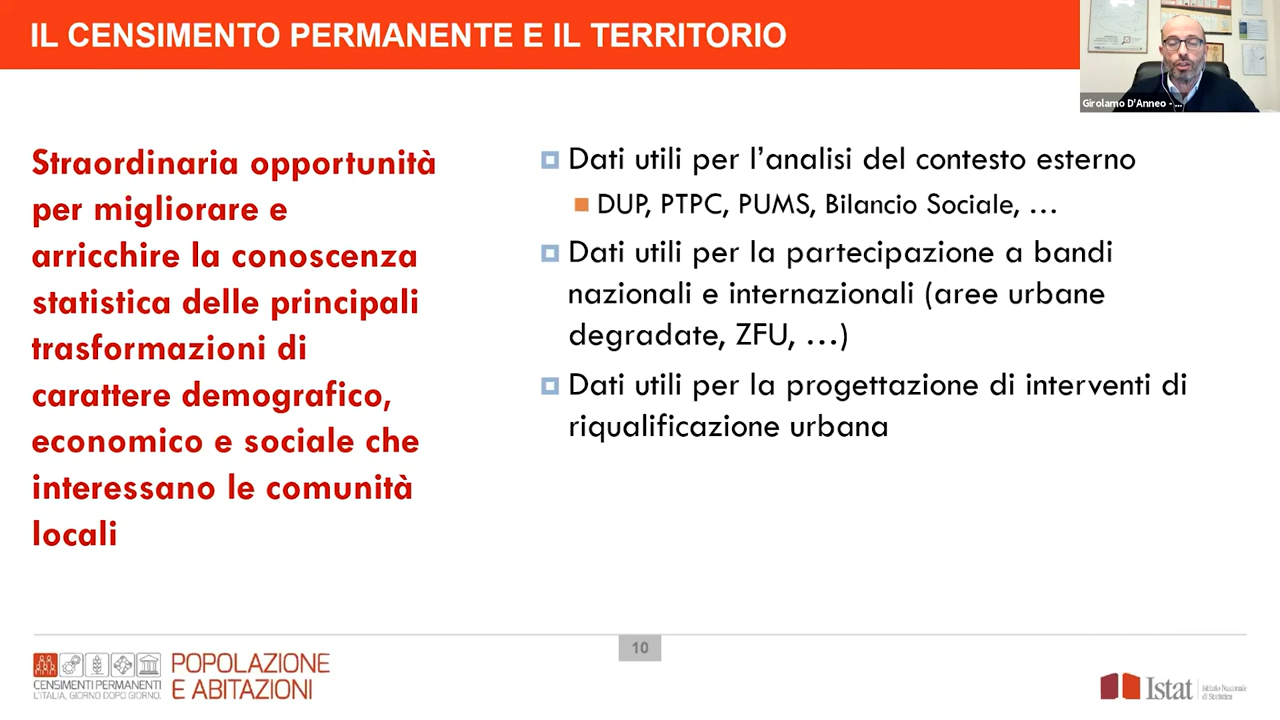 IL CENSIMENTO PERMANENTE E IL TERRITORIO
Girolamo D'Anneo - ...
Straordinaria opportunità
per migliorare e
arricchire la conoscenza
statistica delle principali
trasformazioni di
carattere demografico,
economico e sociale che
interessano le comunità
locali
Dati utili per l’analisi del contesto esterno
DUP, PTPC, PUMS, Bilancio Sociale, …
Dati utili per la partecipazione a bandi
nazionali e internazionali (aree urbane
degradate, ZFU, …)
Dati utili per la progettazione di interventi di
riqualificazione urbana
10
CENSIMENTI PERMANENTI
L'ITALIA, GIORNO DOPO GIORNO.
POPOLAZIONE
E ABITAZIONI
Istat
Istituto Nazionale
di Statistica